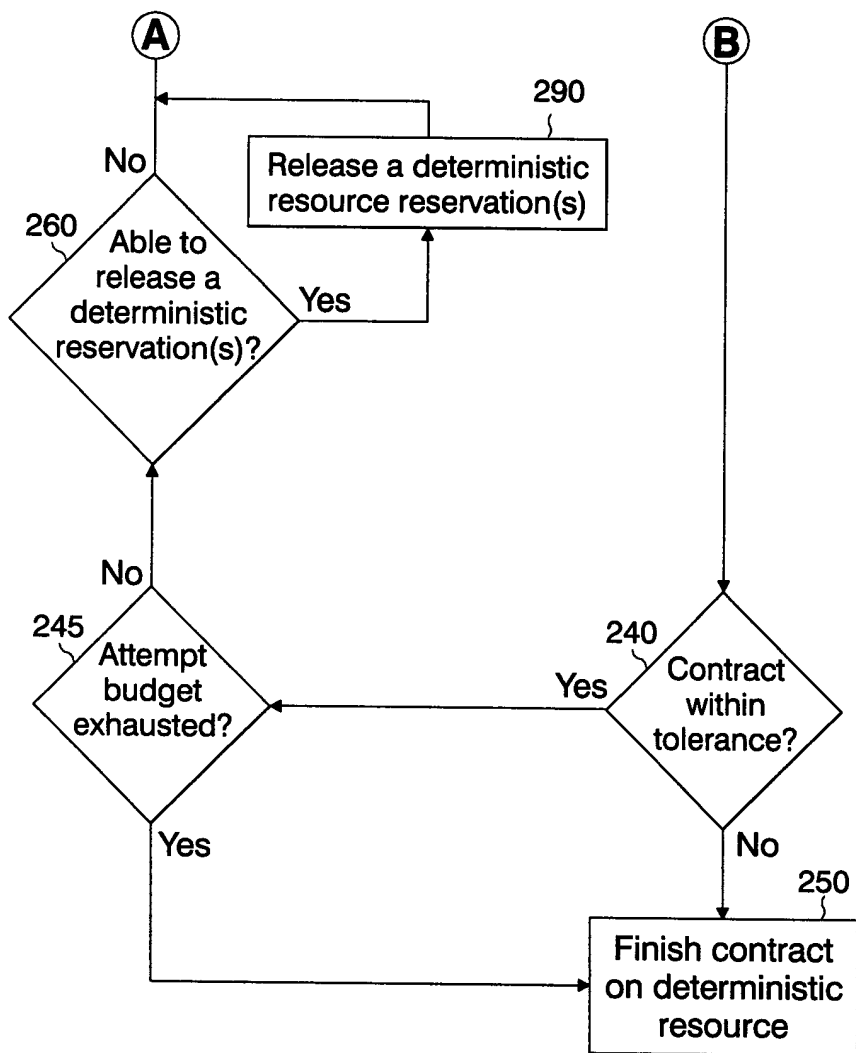 A
B
290
Release a deterministic
resource reservation(s)
No
260
Able to
release a
deterministic
reservation(s)?
Yes
No
245
Attempt
budget
exhausted?
Yes
240
Contract
within
tolerance?
Yes
No
250
Finish contract
on deterministic
resource